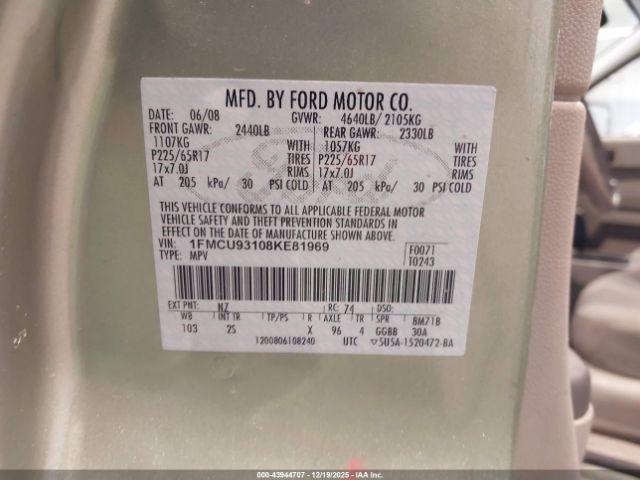 MFD. BY FORD MOTOR CO.
DATE: 06/08 GVWR: 4640LB/ 2105KG
FRONT GAWR: 2440LB REAR GAWR: 2330LB
1107KG WITH 1057KG WITH
P225/65R17 TIRES P225/65R17 TIRES
17x7.0J RIMS 17x7.0J RIMS
AT 205 kPa/ 30 PSI COLD AT 205 kPa/ 30 PSI COLD
THIS VEHICLE CONFORMS TO ALL APPLICABLE FEDERAL MOTOR
VEHICLE SAFETY AND THEFT PREVENTION STANDARDS IN
EFFECT ON THE DATE OF MANUFACTURE SHOWN ABOVE.
VIN: 1FMCU93108KE81969 F0071
TYPE: MPV T0243
EXT PNT: NZ RC: 74 DSO:
WB INT TR TP/PS R AXLE TR SPR BM71B
103 2S X 96 4 GGBB 30A
1200806108240 UTC ▽5U5A-1520472-BA
© 43944707 - 12/19/2025 - IAA Inc.